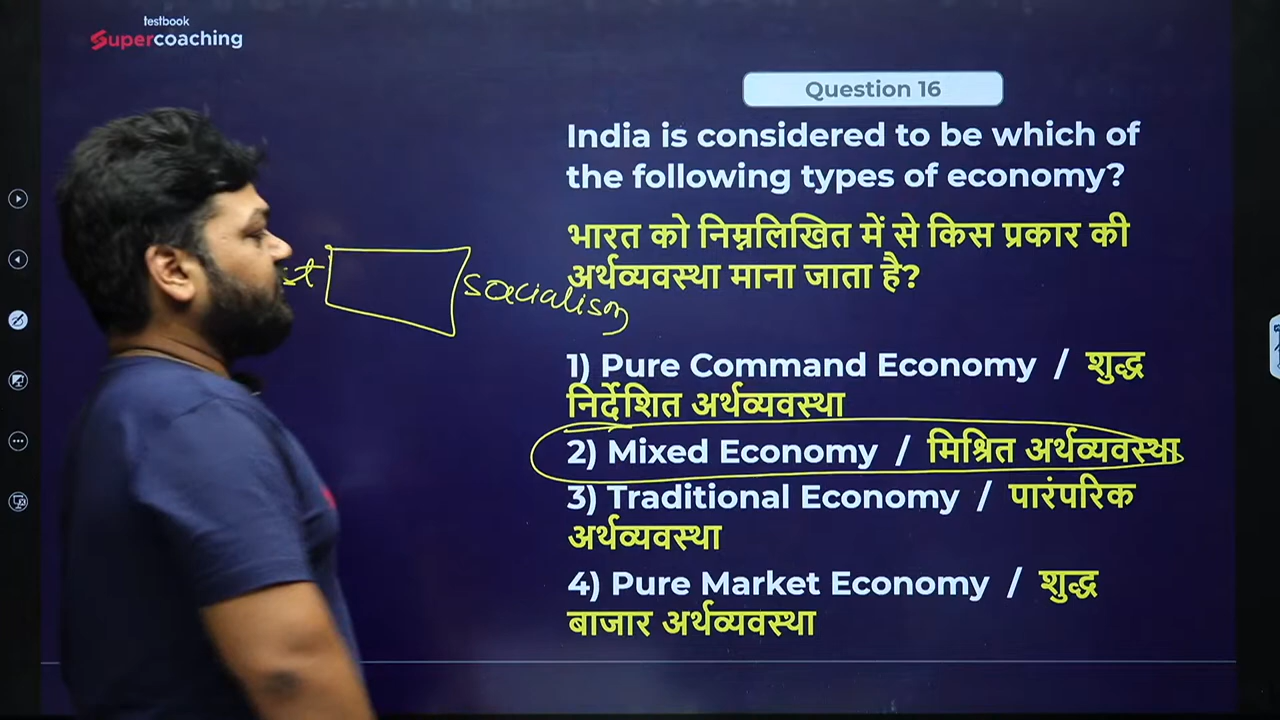 testbook
Supercoaching
Question 16
India is considered to be which of
the following types of economy?
भारत को निम्नलिखित में से किस प्रकार की
अर्थव्यवस्था माना जाता है?
socialism
1) Pure Command Economy / शुद्ध
निर्देशित अर्थव्यवस्था
2) Mixed Economy / मिश्रित अर्थव्यवस्था
3) Traditional Economy / पारंपरिक
अर्थव्यवस्था
4) Pure Market Economy / शुद्ध
बाजार अर्थव्यवस्था